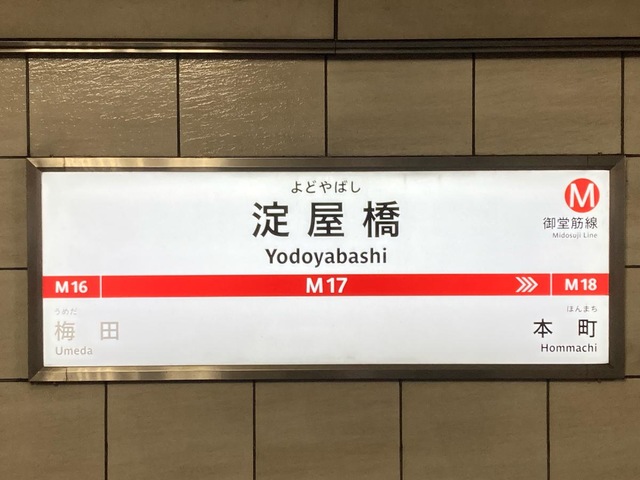 よどやばし
淀屋橋
Yodoyabashi
M
御堂筋線
Midosuji Line
M16
M17
M18
うめだ
梅田
Umeda
ほんまち
本町
Hommachi